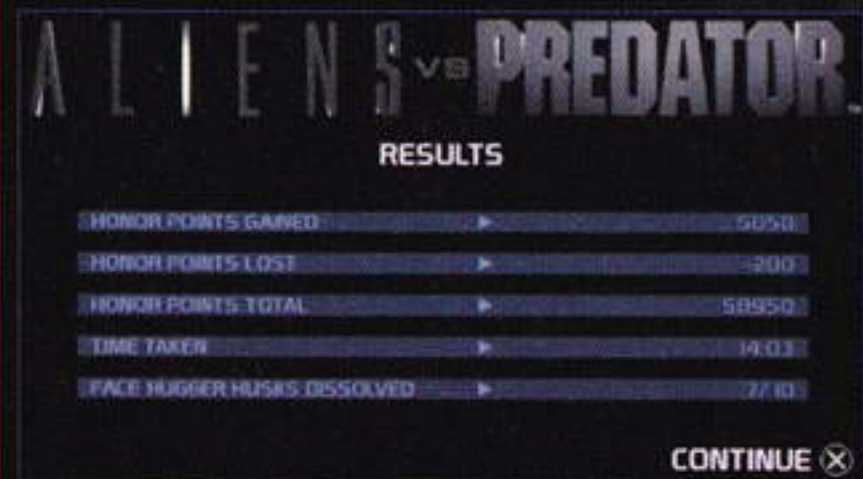 ALIENS VS PREDATOR™
RESULTS
HONOR POINTS GAINED ▶ 5050
HONOR POINTS LOST ▶ -200
HONOR POINTS TOTAL ▶ 58950
TIME TAKEN ▶ 14:03
FACE HUGGER HUSKS DISSOLVED ▶ 7/10
CONTINUE ⓧ